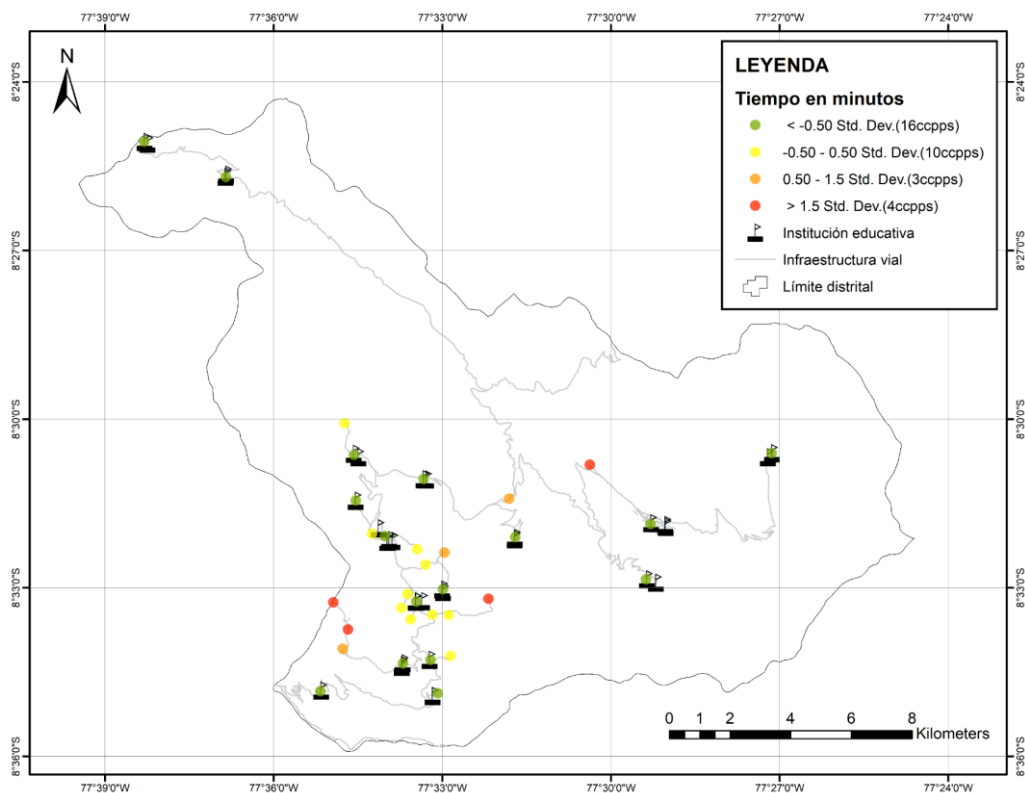 77°39'0"W 77°36'0"W 77°33'0"W 77°30'0"W 77°27'0"W 77°24'0"W
N
LEYENDA
Tiempo en minutos
< -0.50 Std. Dev.(16ccpps)
-0.50 - 0.50 Std. Dev.(10ccpps)
0.50 - 1.5 Std. Dev.(3ccpps)
> 1.5 Std. Dev.(4ccpps)
Institución educativa
Infraestructura vial
Límite distrital
8°24'0"S 8°24'0"S
8°27'0"S 8°27'0"S
8°30'0"S 8°30'0"S
8°33'0"S 8°33'0"S
8°36'0"S 8°36'0"S
0 1 2 4 6 8
Kilometers
77°39'0"W 77°36'0"W 77°33'0"W 77°30'0"W 77°27'0"W 77°24'0"W